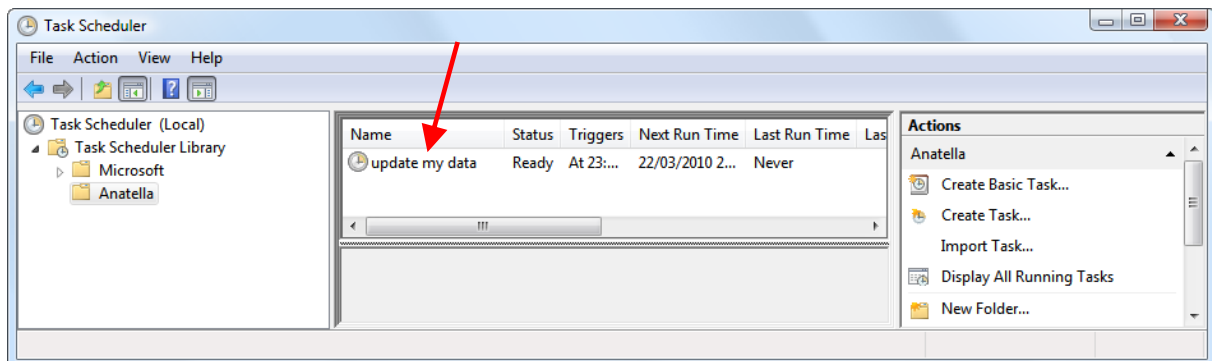 Task Scheduler
File Action View Help
Task Scheduler (Local)
Task Scheduler Library
Microsoft
Anatella
Name Status Triggers Next Run Time Last Run Time Las
update my data Ready At 23:... 22/03/2010 2... Never
Actions
Anatella
Create Basic Task...
Create Task...
Import Task...
Display All Running Tasks
New Folder...